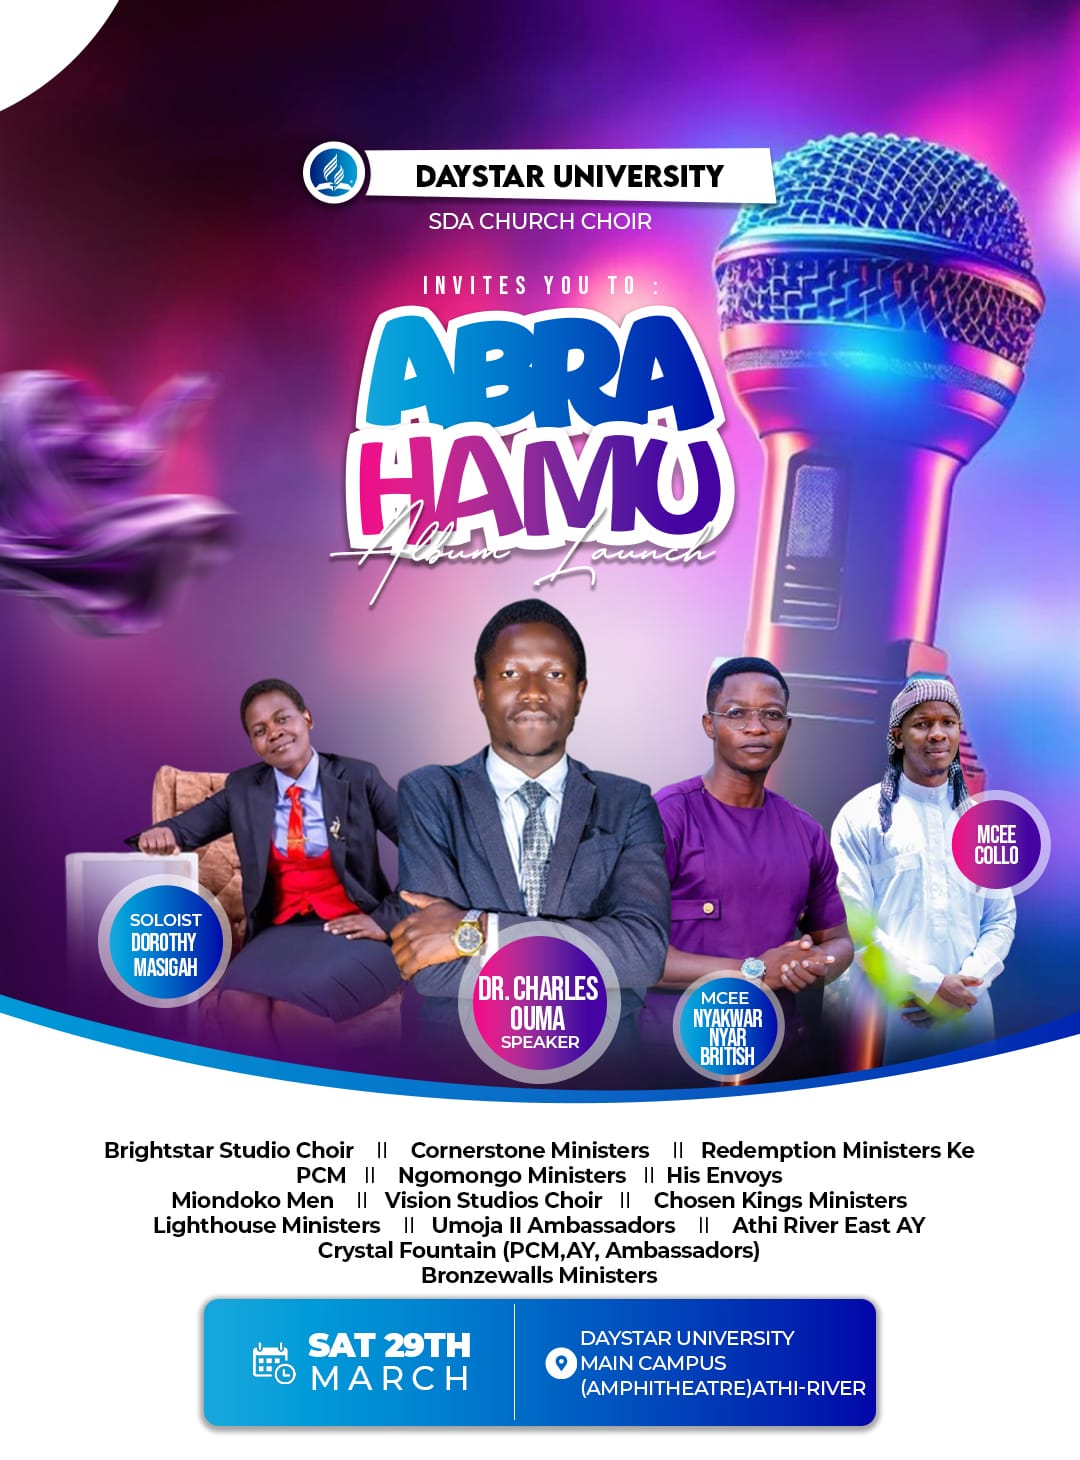 DAYSTAR UNIVERSITY
SDA CHURCH CHOIR
INVITES YOU TO :
ABRA
HAMU
Album Launch
MCEE
COLLO
SOLOIST
DOROTHY
MASIGAH
DR. CHARLES
OUMA
SPEAKER
MCEE
NYAKWAR
NYAR
BRITISH
Brightstar Studio Choir || Cornerstone Ministers || Redemption Ministers Ke
PCM || Ngomongo Ministers || His Envoys
Miondoko Men || Vision Studios Choir || Chosen Kings Ministers
Lighthouse Ministers || Umoja II Ambassadors || Athi River East AY
Crystal Fountain (PCM,AY, Ambassadors)
Bronzewalls Ministers
SAT 29TH
MARCH
DAYSTAR UNIVERSITY
MAIN CAMPUS
(AMPHITHEATRE)ATHI-RIVER